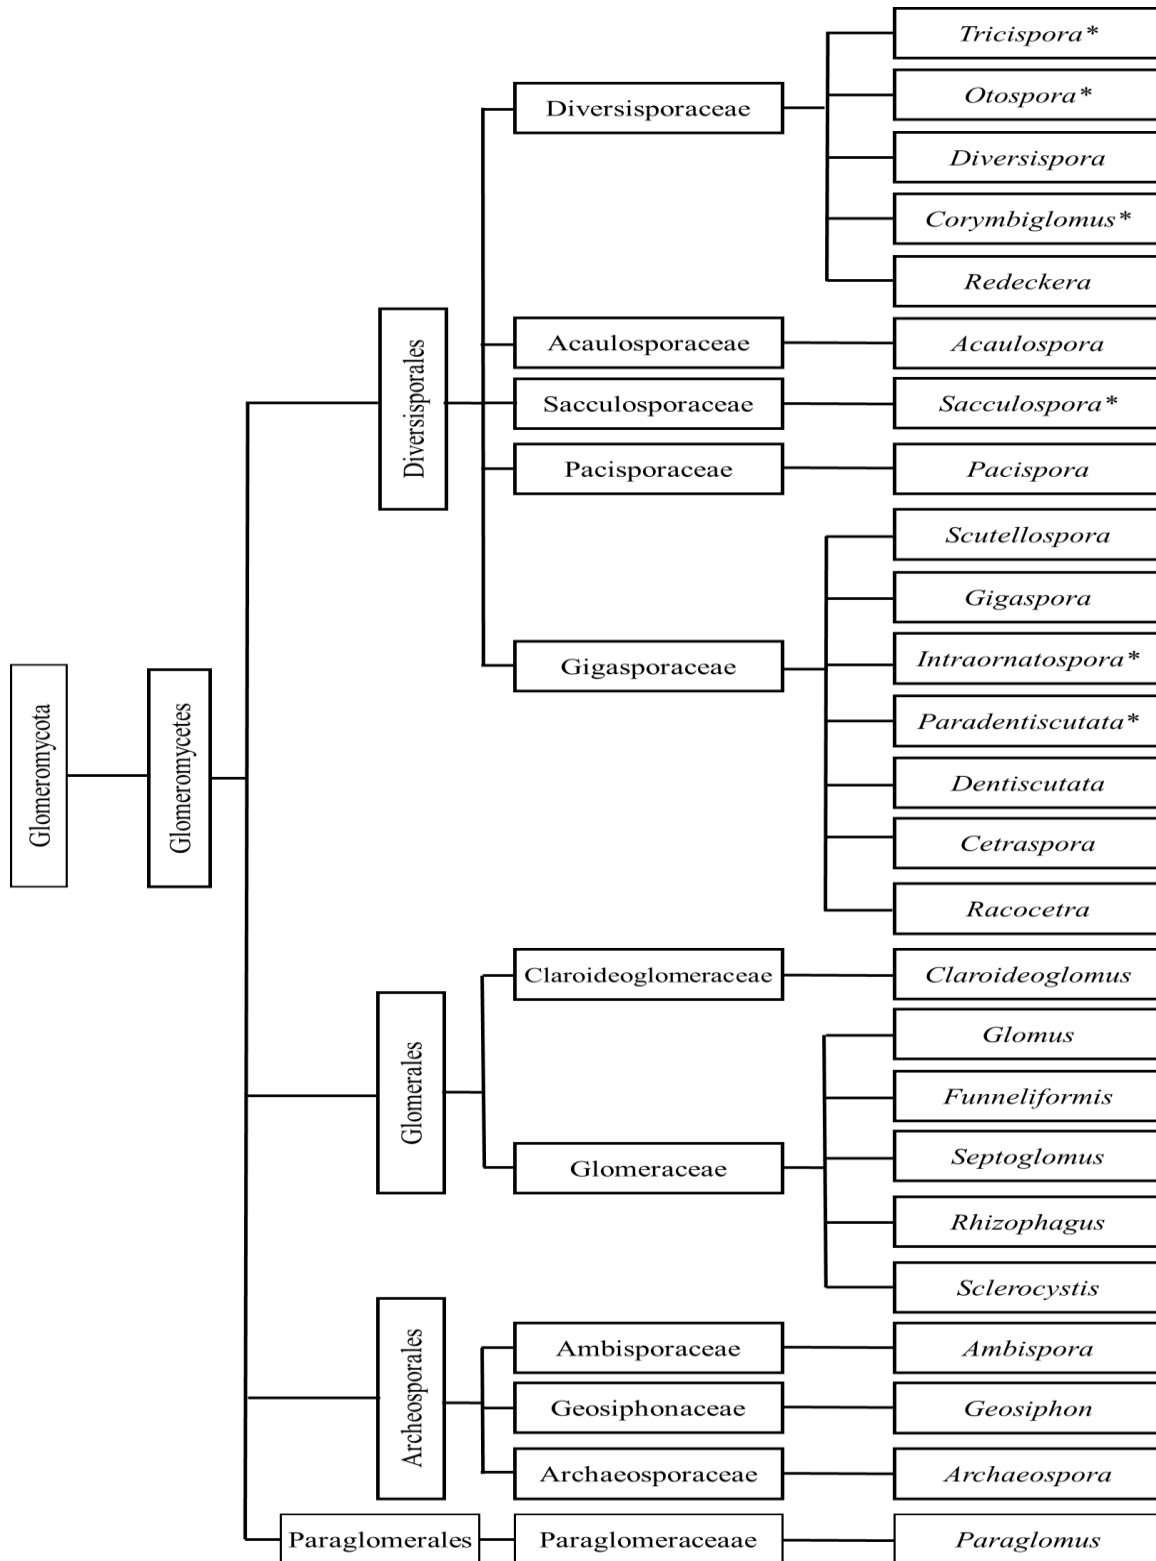 Glomeromycota
Glomeromycetes
Diversisporales
Diversisporaceae
Tricispora*
Otospora*
Diversispora
Corymbiglomus*
Redeckera
Acaulosporaceae
Acaulospora
Sacculosporaceae
Sacculospora*
Pacisporaceae
Pacispora
Gigasporaceae
Scutellospora
Gigaspora
Intraornatospora*
Paradentiscutata*
Dentiscutata
Cetraspora
Racocetra
Glomerales
Claroideoglomeraceae
Claroideoglomus
Glomeraceae
Glomus
Funneliformis
Septoglomus
Rhizophagus
Sclerocystis
Archeosporales
Ambisporaceae
Ambispora
Geosiphonaceae
Geosiphon
Archaeosporaceae
Archaeospora
Paraglomerales
Paraglomeraceaae
Paraglomus